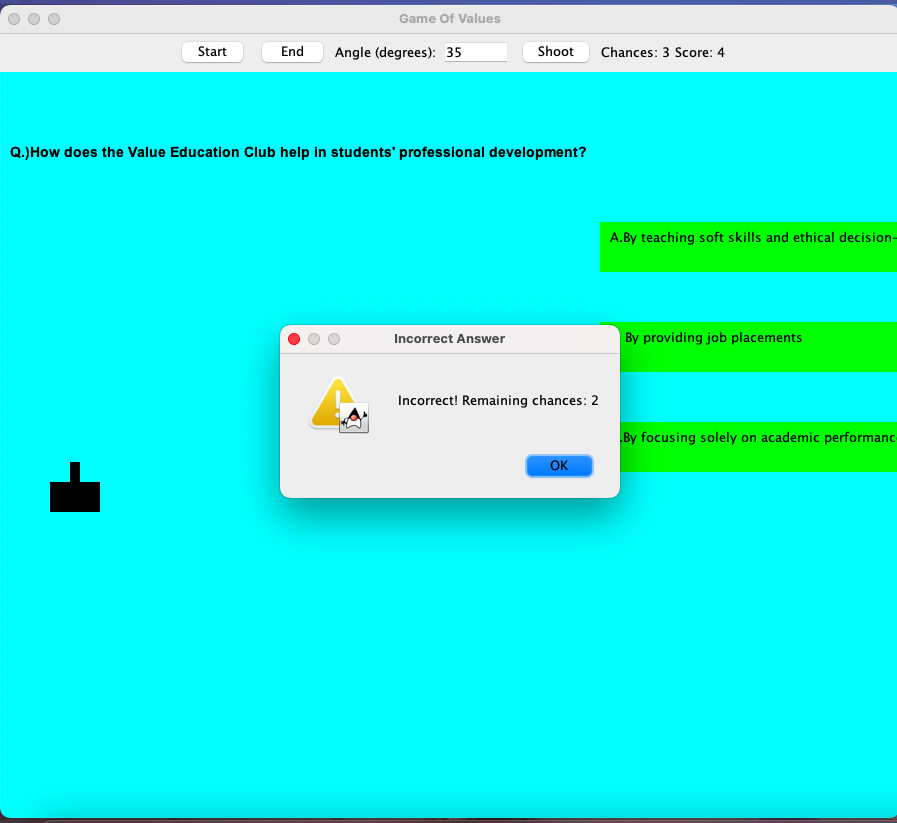 Game Of Values
Start End Angle (degrees): 35 Shoot Chances: 3 Score: 4
Q.)How does the Value Education Club help in students' professional development?
A.By teaching soft skills and ethical decision-
By providing job placements
.By focusing solely on academic
Incorrect Answer
Incorrect! Remaining chances: 2
OK